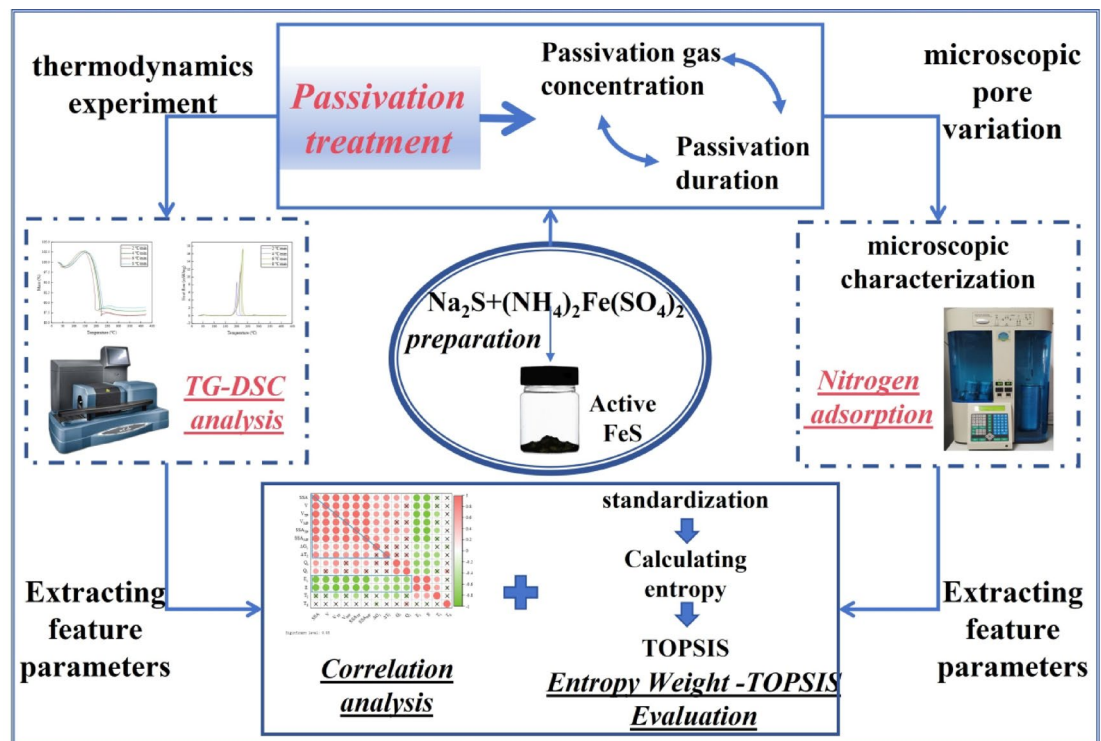 thermodynamics
experiment
Passivation
treatment
Passivation gas
concentration
Passivation
duration
microscopic
pore
variation
TG-DSC
analysis
Na₂S+(NH₄)₂Fe(SO₄)₂
preparation
Active
FeS
microscopic
characterization
Nitrogen
adsorption
Extracting
feature
parameters
Correlation
analysis
standardization
Calculating
entropy
TOPSIS
Entropy Weight -TOPSIS
Evaluation
Extracting
feature
parameters